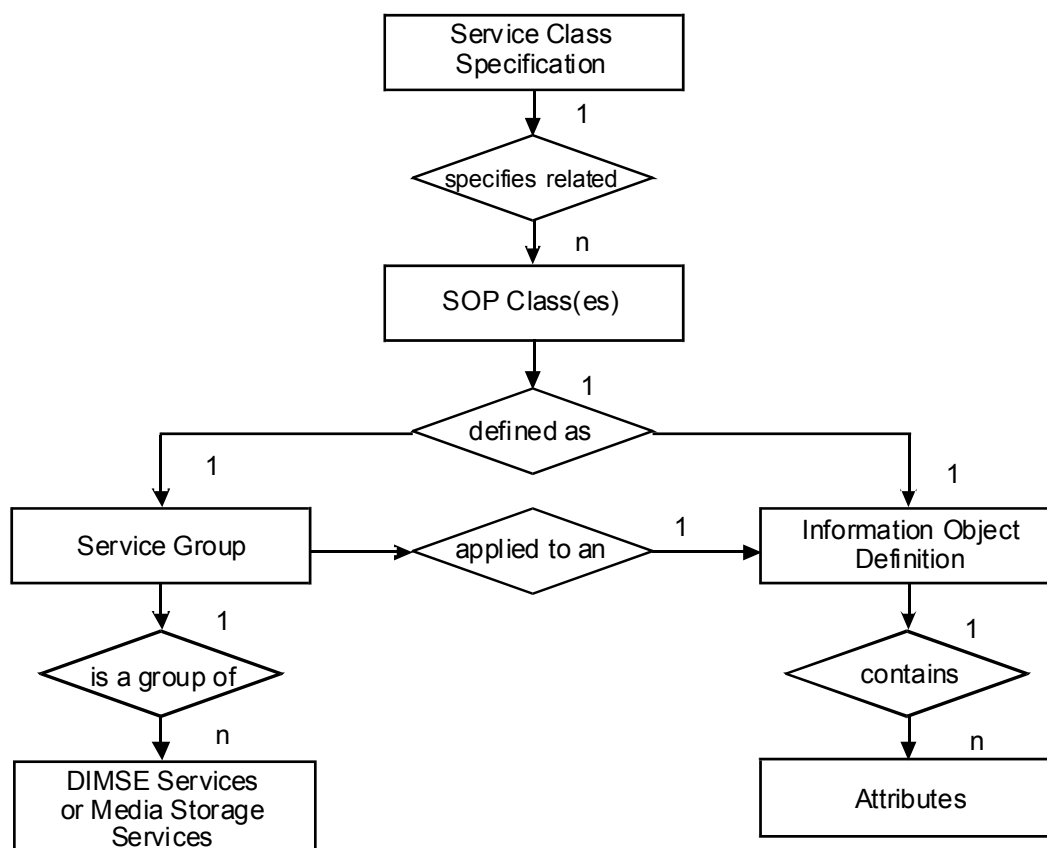 Service Class
Specification
1
specifies related
n
SOP Class(es)
1
defined as
1
1
Service Group
applied to an
1
Information Object
Definition
1
1
is a group of
contains
n
n
DIMSE Services
or Media Storage
Services
Attributes